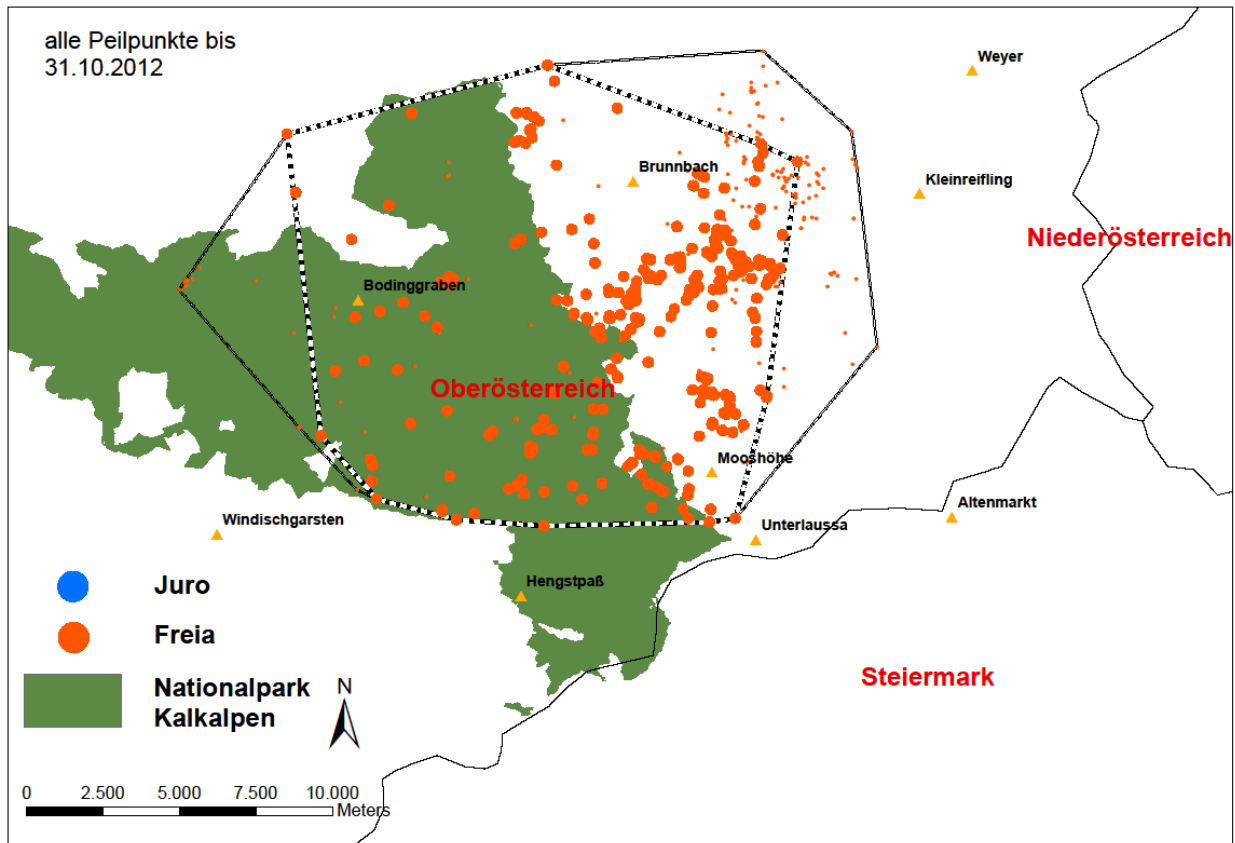 alle Peilpunkte bis
31.10.2012
Weyer
Brunnbach
Kleinreifling
Niederösterreich
Bodinggraben
Oberösterreich
Mooshöhe
Windischgarsten
Unterlaussa
Altenmarkt
Hengstpaß
Juro
Freia
Steiermark
Nationalpark
Kalkalpen
N
0 2.500 5.000 7.500 10.000
Meters